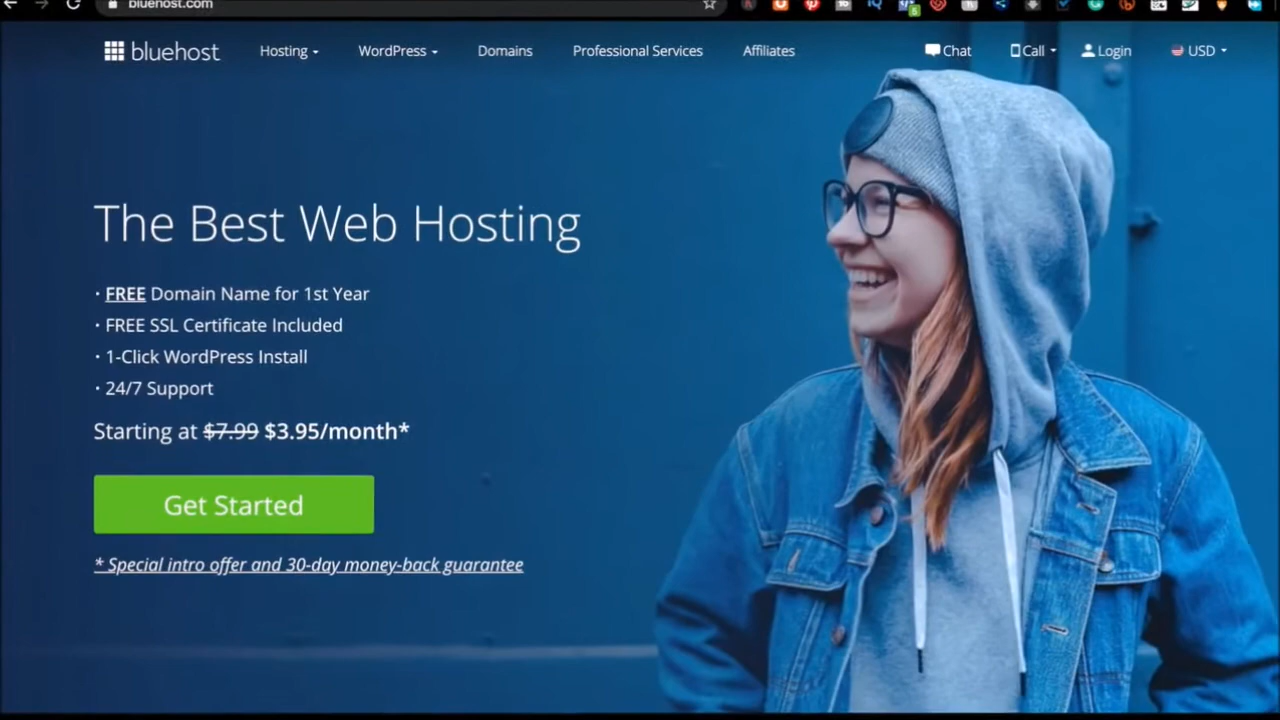 bluehost.com
bluehost
Hosting
WordPress
Domains
Professional Services
Affiliates
Chat
Call
Login
USD
The Best Web Hosting
· FREE Domain Name for 1st Year
· FREE SSL Certificate Included
· 1-Click WordPress Install
· 24/7 Support
Starting at $7.99 $3.95/month*
Get Started
* Special intro offer and 30-day money-back guarantee